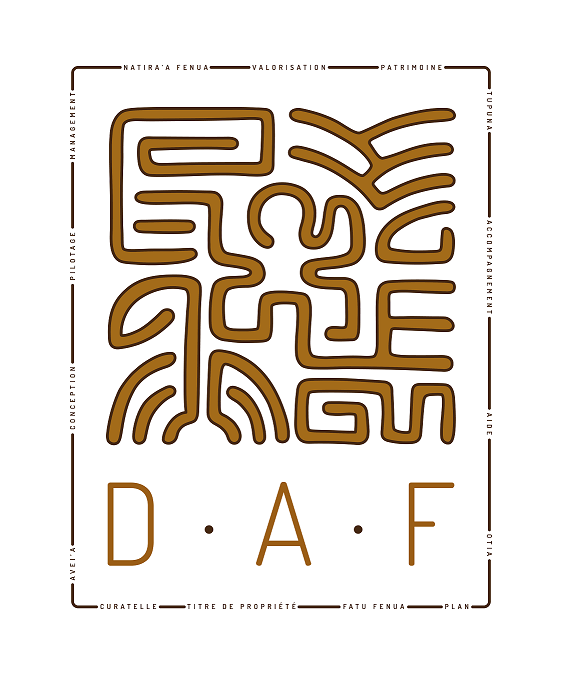 NATIRA'A FENUA VALORISATION PATRIMOINE
TUPUNA ACCOMPAGNEMENT AIDE OTIA
MANAGEMENT PILOTAGE CONCEPTION AVEI'A
D·A·F
CURATELLE TITRE DE PROPRIÉTÉ FATU FENUA PLAN